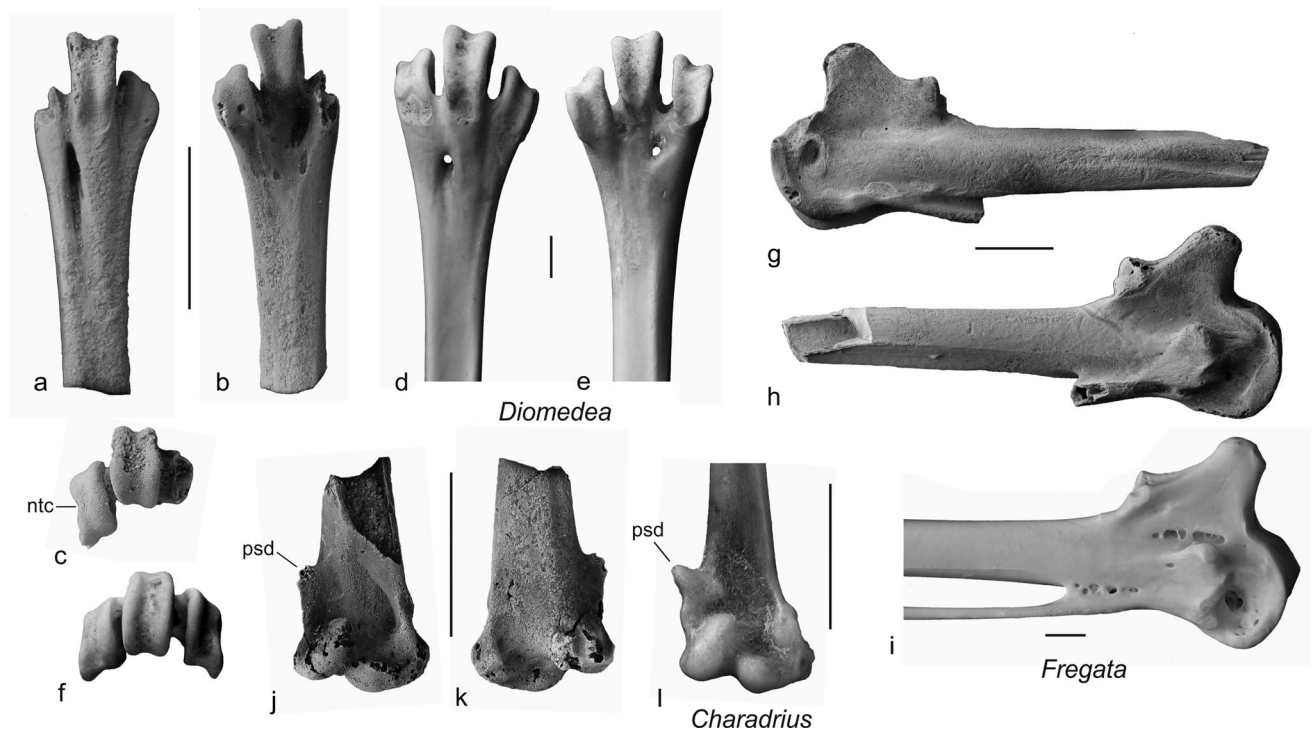 a
b
d
e
g
Diomedea
h
ntc
c
f
psd
j
k
psd
l
Charadrius
i
Fregata